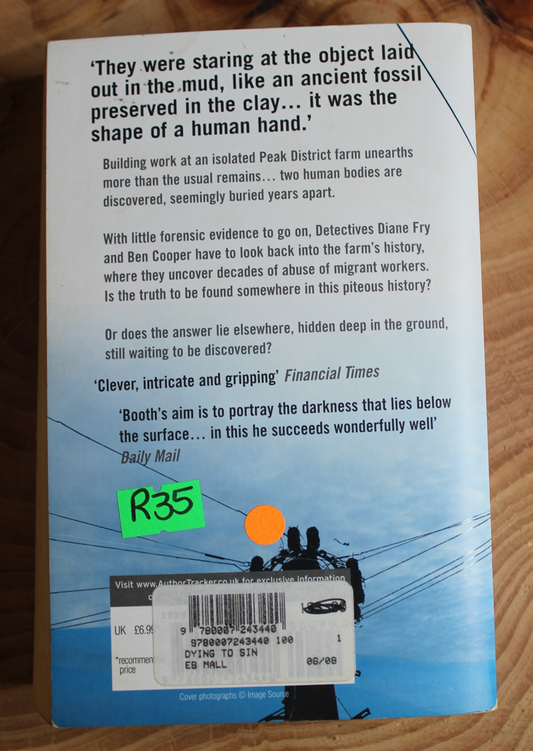 ‘They were staring at the object laid
out in the mud, like an ancient fossil
preserved in the clay... it was the
shape of a human hand.’
Building work at an isolated Peak District farm unearths
more than the usual remains... two human bodies are
discovered, seemingly buried years apart.
With little forensic evidence to go on, Detectives Diane Fry
and Ben Cooper have to look back into the farm's history,
where they uncover decades of abuse of migrant workers.
Is the truth to be found somewhere in this piteous history?
Or does the answer lie elsewhere, hidden deep in the ground,
still waiting to be discovered?
‘Clever, intricate and gripping’ Financial Times
‘Booth's aim is to portray the darkness that lies below
the surface... in this he succeeds wonderfully well’
Daily Mail
R35
Visit www.AuthorTracker.co.uk for exclusive information
UK £6.99
*recommen
price
9 780007 243440
9780007243440 100 1
DYING TO SIN
EB MALL 06/08
Cover photographs © Image Source